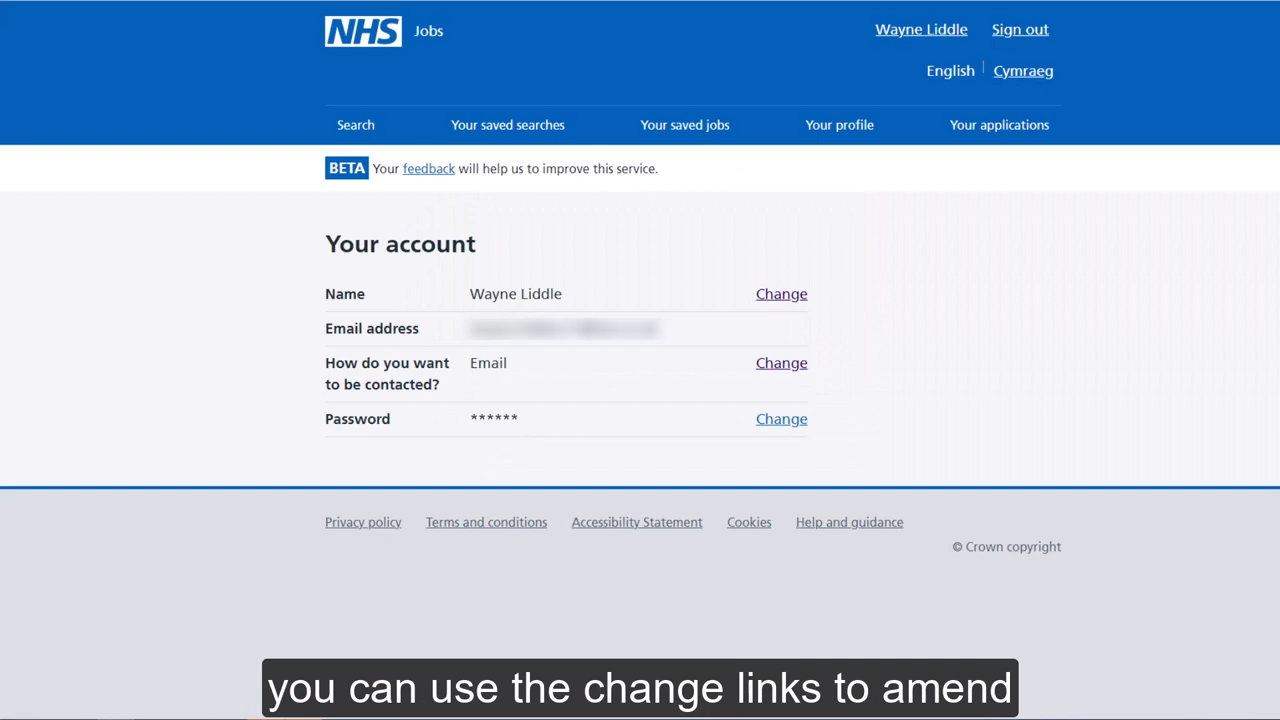 NHS Jobs
Wayne Liddle Sign out
English Cymraeg
Search Your saved searches Your saved jobs Your profile Your applications
BETA Your feedback will help us to improve this service.
Your account
Name Wayne Liddle Change
Email address
How do you want Email Change
to be contacted?
Password ****** Change
Privacy policy Terms and conditions Accessibility Statement Cookies Help and guidance
© Crown copyright
you can use the change links to amend